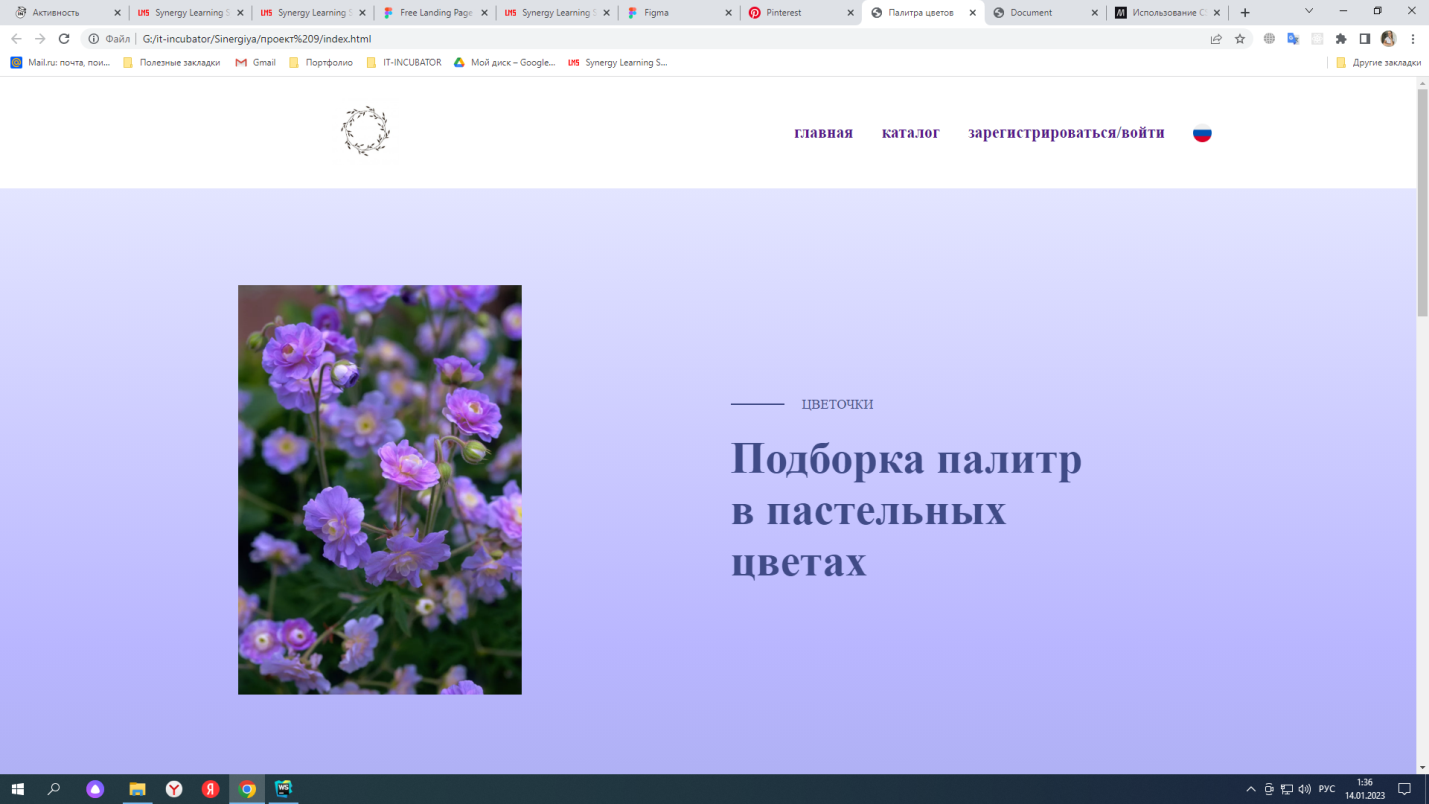 Активность
Synergy Learning S
Synergy Learning S
Free Landing Page
Synergy Learning S
Figma
Pinterest
Палитра цветов
Document
Использование CS
Файл
G:/it-incubator/Sinergiya/проект%209/index.html
Mail.ru: почта, пои...
Полезные закладки
Gmail
Портфолио
IT-INCUBATOR
Мой диск – Google...
LMS Synergy Learning S...
Другие закладки
главная каталог зарегистрироваться/войти
ЦВЕТОЧКИ
Подборка палитр
в пастельных
цветах
РУС
1:36
14.01.2023